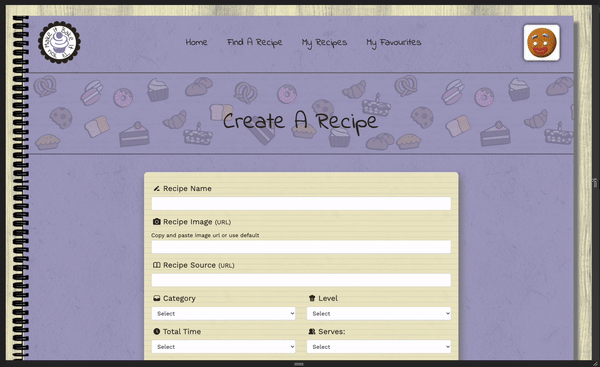 Home Find A Recipe My Recipes My Favourites
Create A Recipe
Recipe Name
Recipe Image (URL)
Copy and paste image url or use default
Recipe Source (URL)
Category Level
Select Select
Total Time Serves:
Select Select